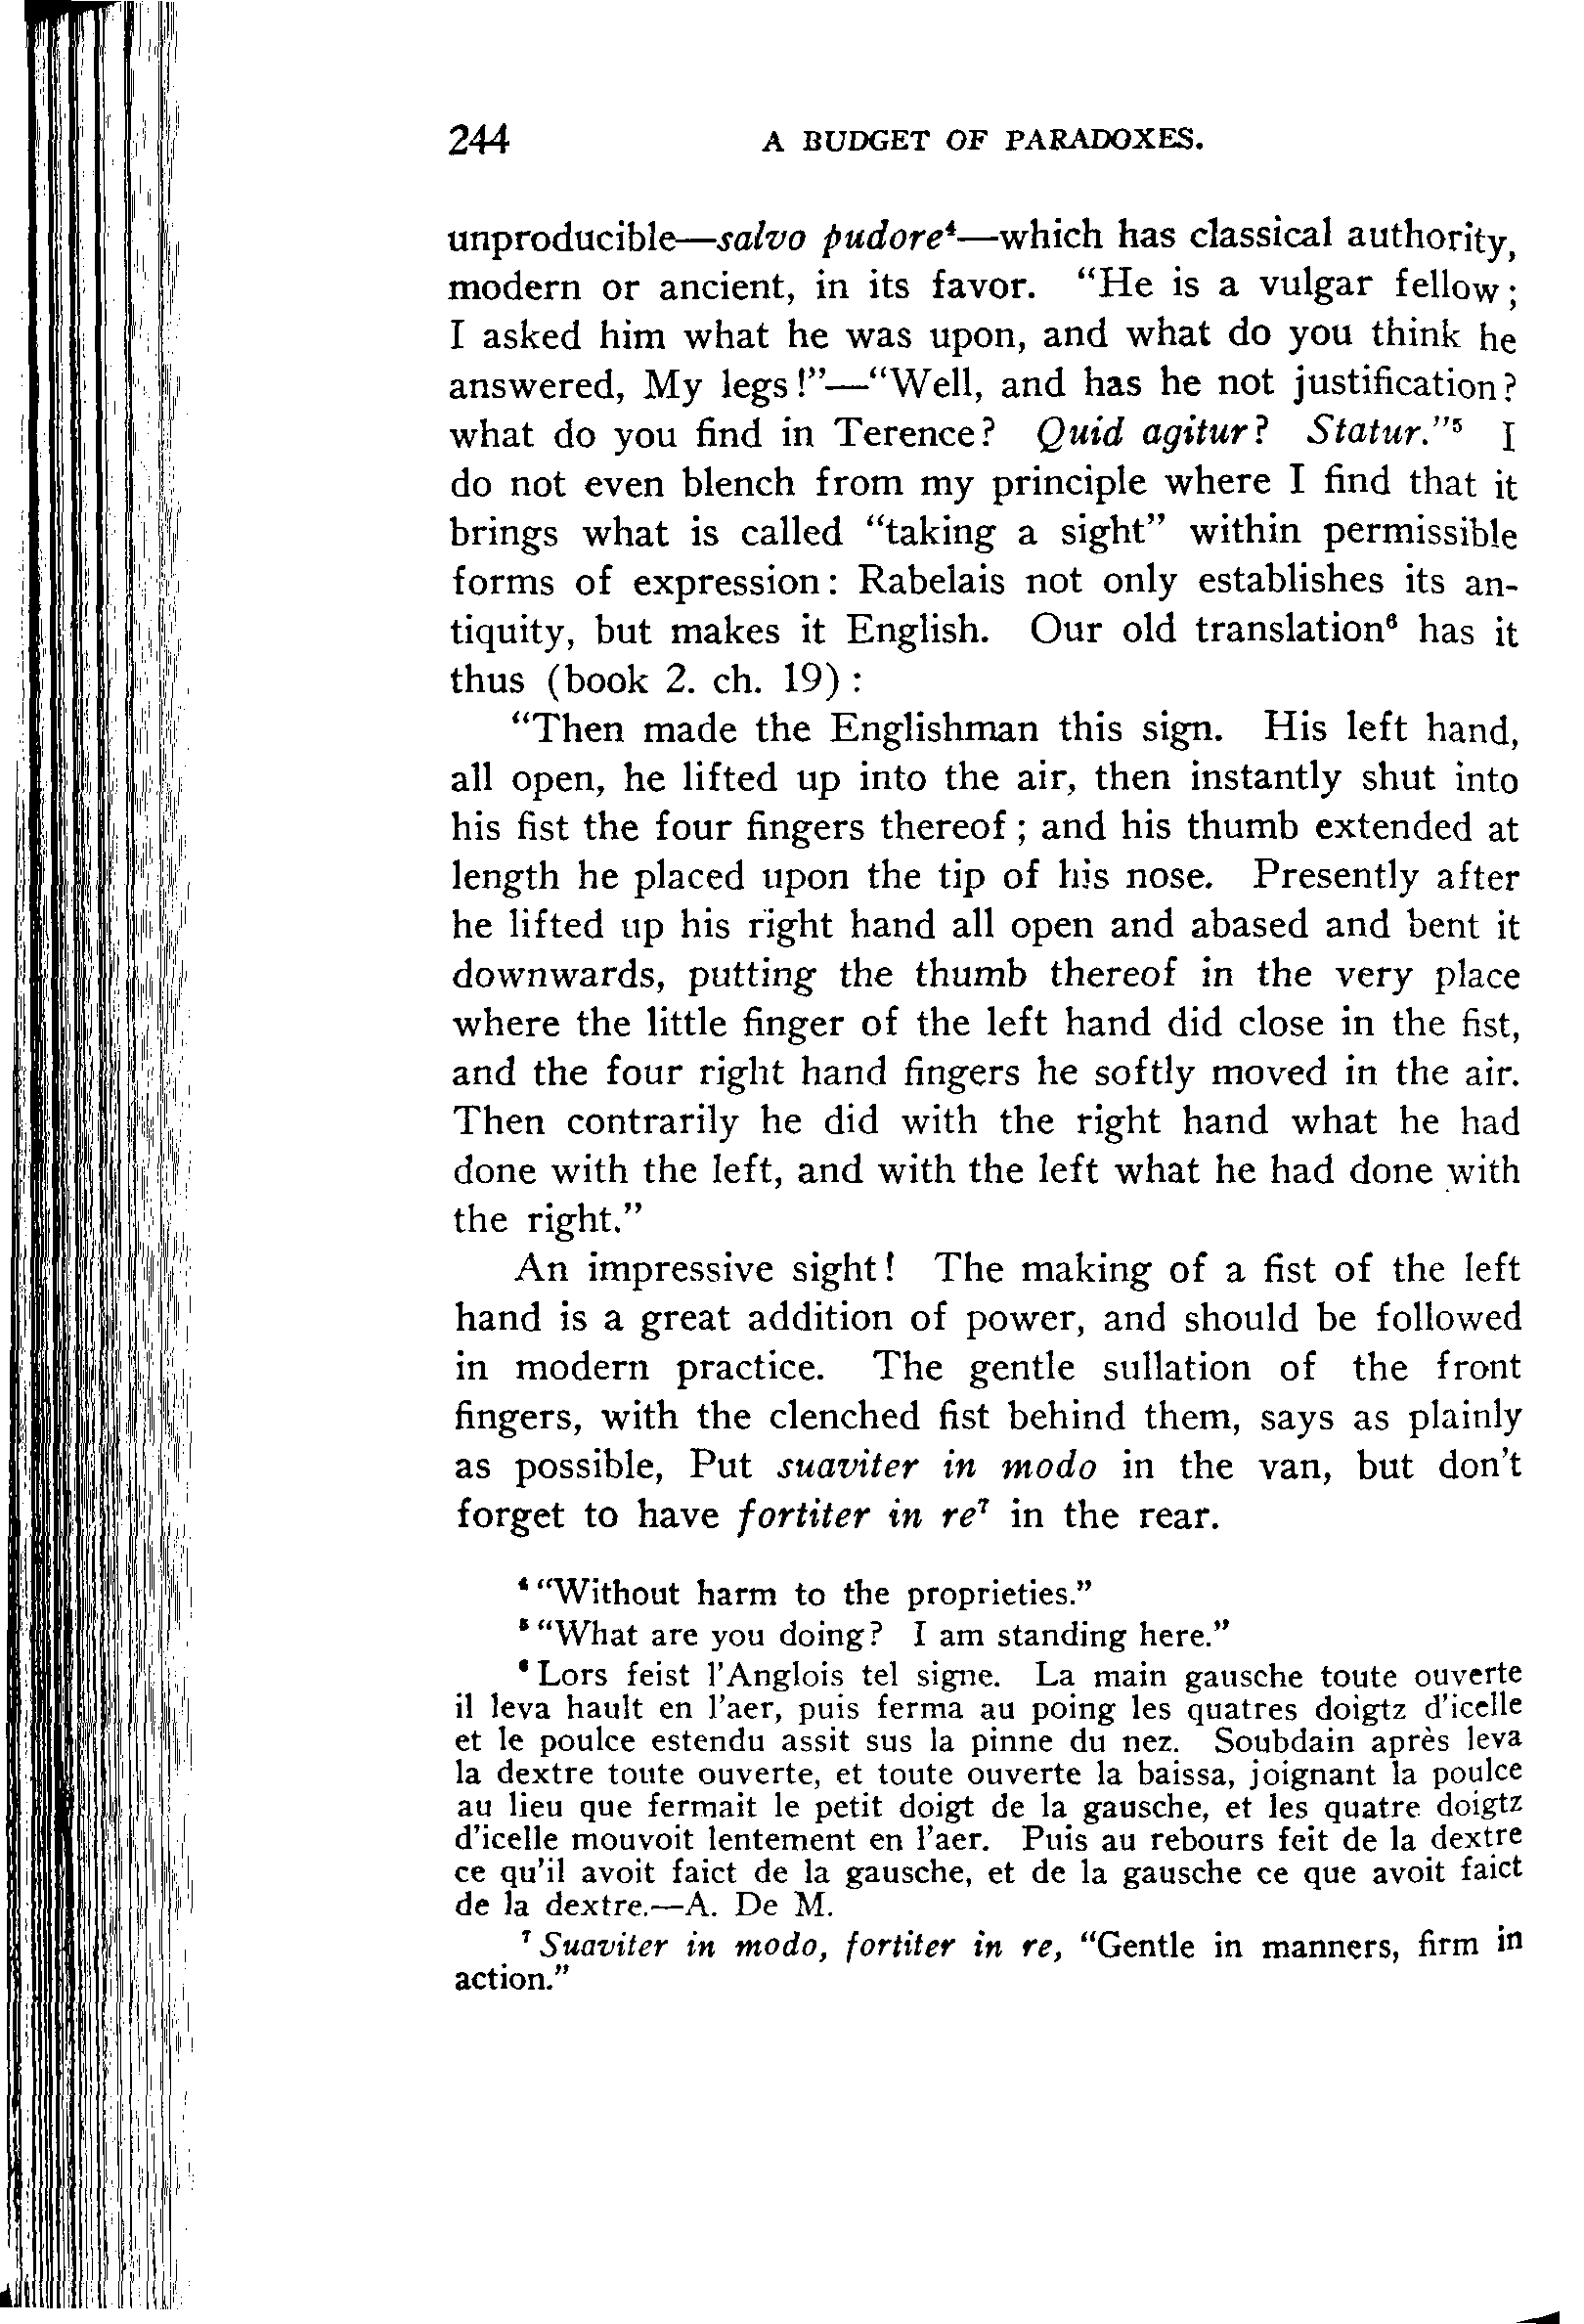 244 A BUDGET OF PARADOXES.
unproducible—salvo pudore⁴—which has classical authority,
modern or ancient, in its favor. "He is a vulgar fellow;
I asked him what he was upon, and what do you think he
answered, My legs!"—"Well, and has he not justification?
what do you find in Terence? Quid agitur? Statur."⁵ I
do not even blench from my principle where I find that it
brings what is called "taking a sight" within permissible
forms of expression: Rabelais not only establishes its an-
tiquity, but makes it English. Our old translation⁶ has it
thus (book 2. ch. 19):
"Then made the Englishman this sign. His left hand,
all open, he lifted up into the air, then instantly shut into
his fist the four fingers thereof; and his thumb extended at
length he placed upon the tip of his nose. Presently after
he lifted up his right hand all open and abased and bent it
downwards, putting the thumb thereof in the very place
where the little finger of the left hand did close in the fist,
and the four right hand fingers he softly moved in the air.
Then contrarily he did with the right hand what he had
done with the left, and with the left what he had done with
the right."
An impressive sight! The making of a fist of the left
hand is a great addition of power, and should be followed
in modern practice. The gentle sullation of the front
fingers, with the clenched fist behind them, says as plainly
as possible, Put suaviter in modo in the van, but don't
forget to have fortiter in re⁷ in the rear.
⁴ "Without harm to the proprieties."
⁵ "What are you doing? I am standing here."
⁶ Lors feist l'Anglois tel signe. La main gausche toute ouverte
il leva hault en l'aer, puis ferma au poing les quatres doigtz d'icelle
et le poulce estendu assit sus la pinne du nez. Soubdain après leva
la dextre toute ouverte, et toute ouverte la baissa, joignant la poulce
au lieu que fermait le petit doigt de la gausche, et les quatre doigtz
d'icelle mouvoit lentement en l'aer. Puis au rebours feit de la dextre
ce qu'il avoit faict de la gausche, et de la gausche ce que avoit faict
de la dextre.—A. De M.
⁷ Suaviter in modo, fortiter in re, "Gentle in manners, firm in
action."